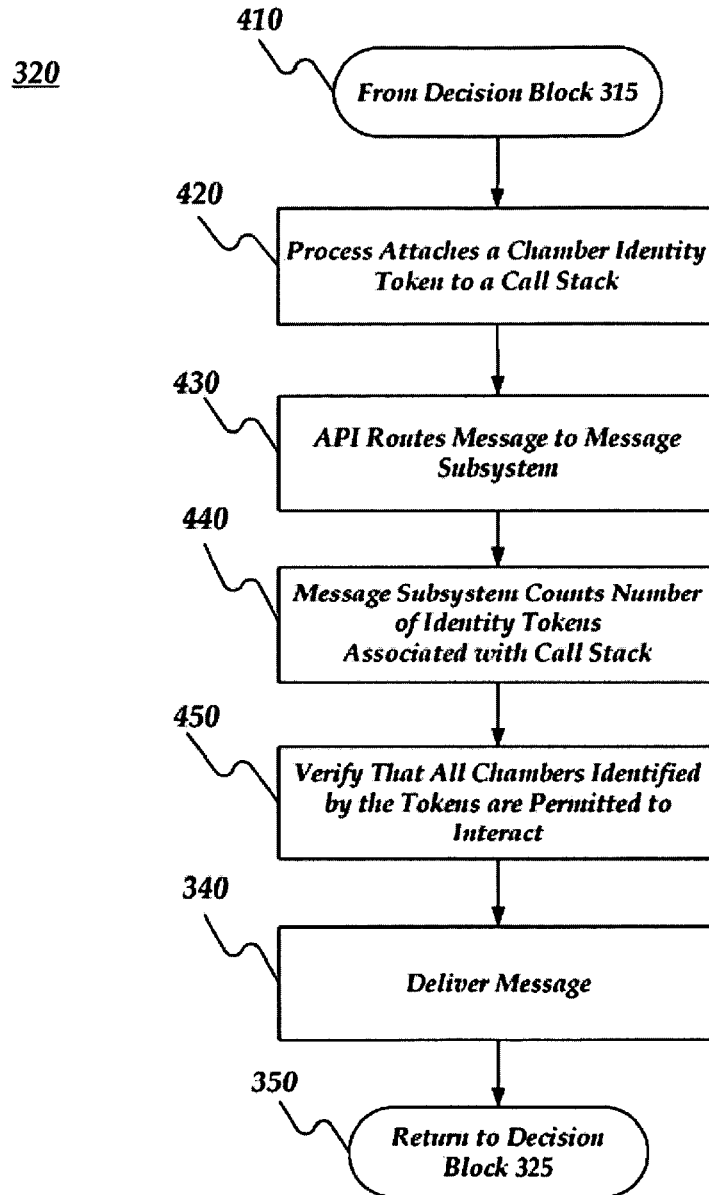 320
410
From Decision Block 315
420
Process Attaches a Chamber Identity
Token to a Call Stack
430
API Routes Message to Message
Subsystem
440
Message Subsystem Counts Number
of Identity Tokens
Associated with Call Stack
450
Verify That All Chambers Identified
by the Tokens are Permitted to
Interact
340
Deliver Message
350
Return to Decision
Block 325